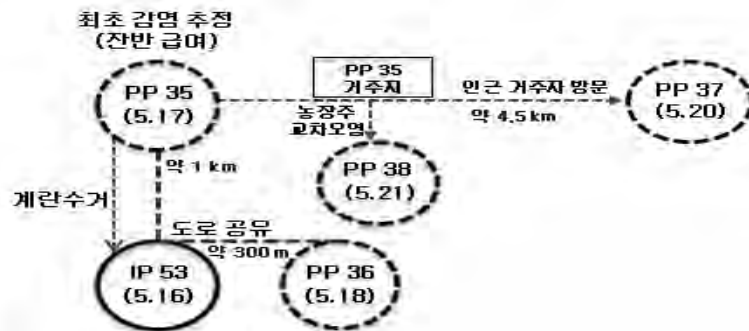 최초 감염 추정
(잔반 급여)
PP 35
(5.17)
PP 35
거주지
인근 거주자 방문
약 4.5 km
PP 37
(5.20)
농장주
교차오염
PP 38
(5.21)
약 1 km
계란수거
도로 공유
약 300 m
IP 53
(5.16)
PP 36
(5.18)